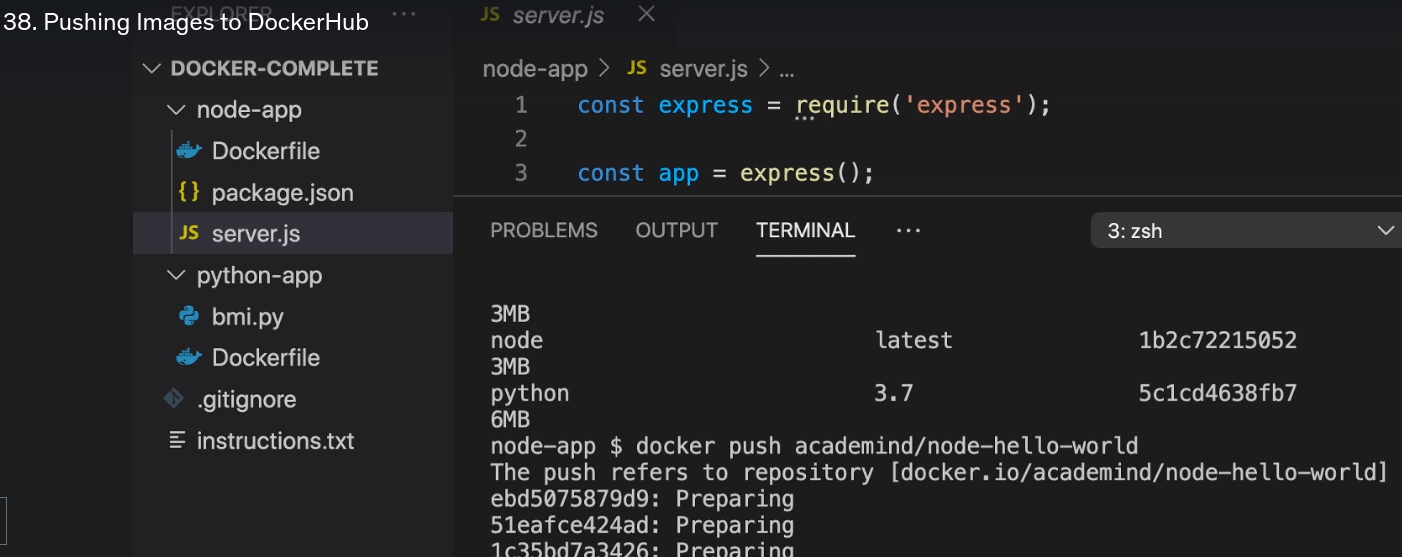 38. Pushing Images to DockerHub
EXPLORER ...
JS server.js
DOCKER-COMPLETE
node-app
Dockerfile
{} package.json
JS server.js
python-app
bmi.py
Dockerfile
.gitignore
instructions.txt
node-app > JS server.js > ...
1 const express = require('express');
2
3 const app = express();
PROBLEMS OUTPUT TERMINAL ... 3: zsh
3MB
node latest 1b2c72215052
3MB
python 3.7 5c1cd4638fb7
6MB
node-app $ docker push academind/node-hello-world
The push refers to repository [docker.io/academind/node-hello-world]
ebd5075879d9: Preparing
51eafce424ad: Preparing
1c35bd7a3426: Preparing